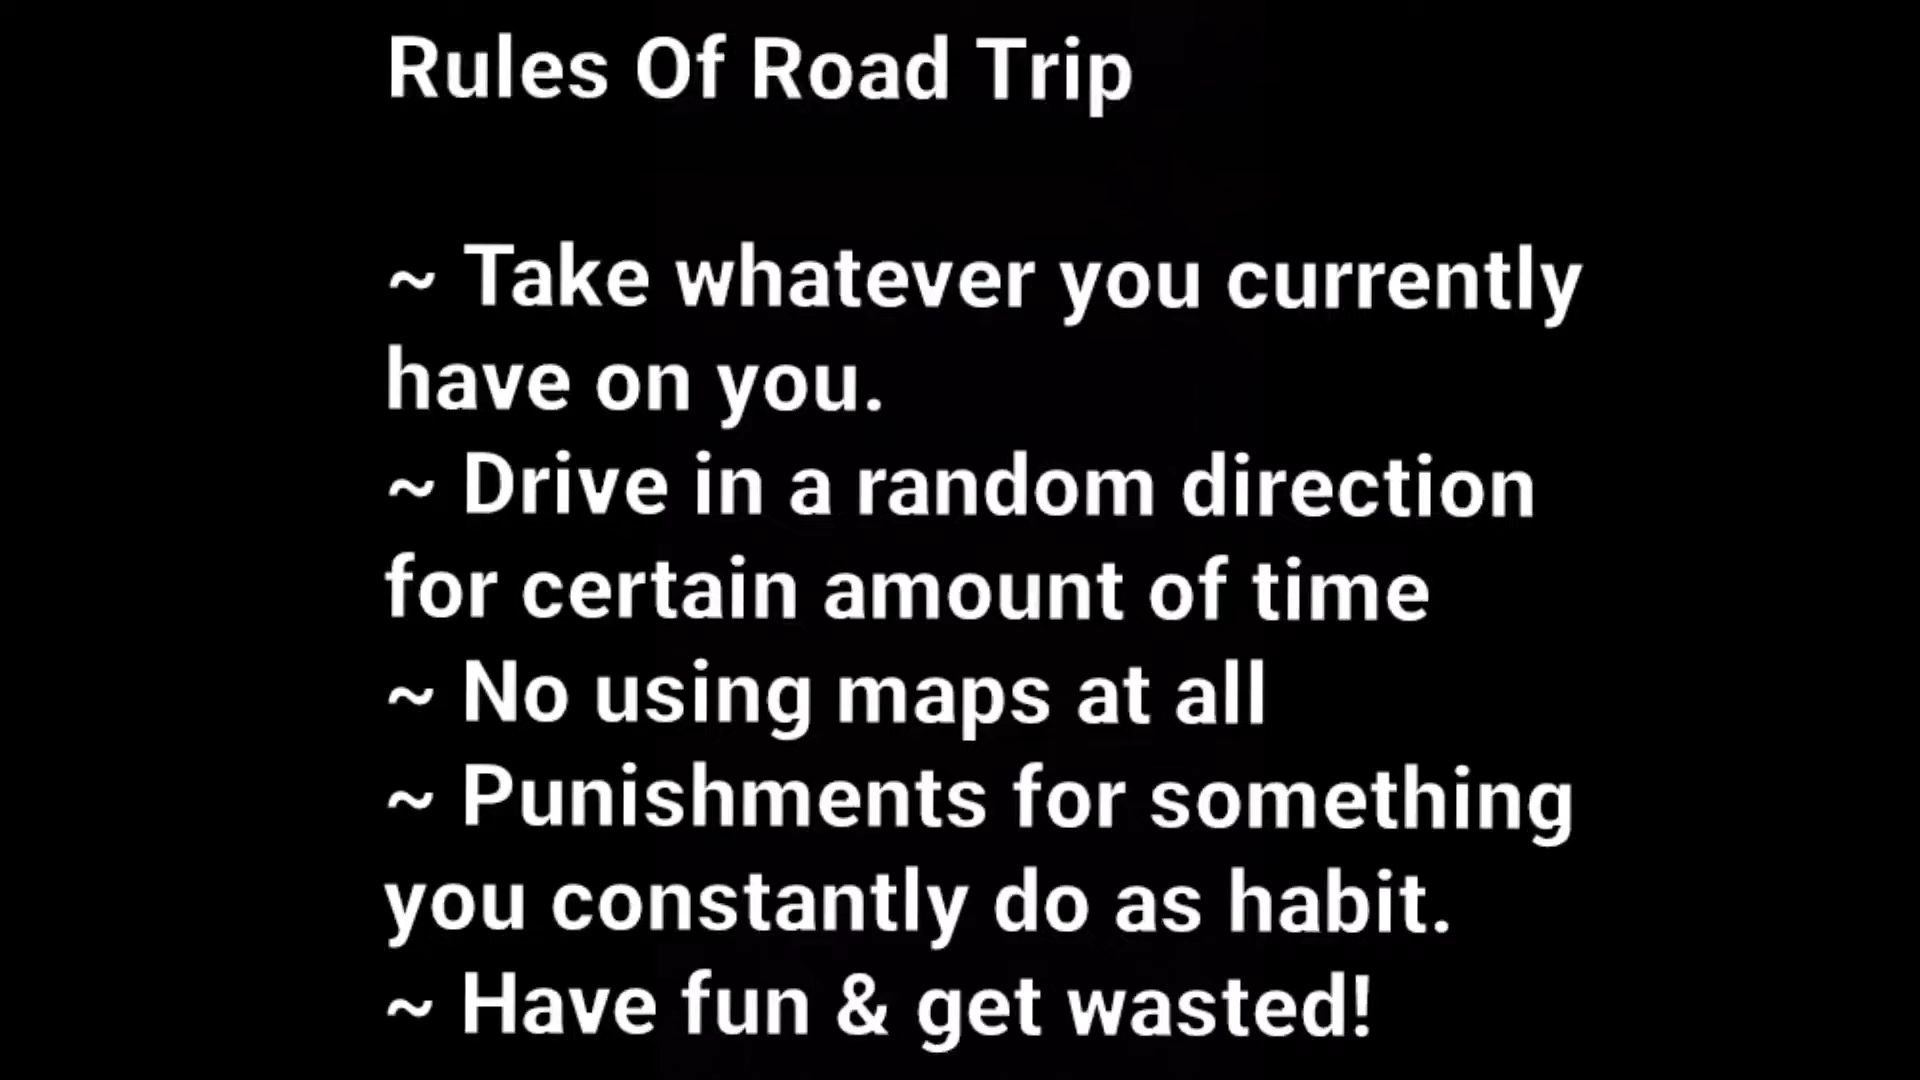 Rules Of Road Trip
~ Take whatever you currently
have on you.
~ Drive in a random direction
for certain amount of time
~ No using maps at all
~ Punishments for something
you constantly do as habit.
~ Have fun & get wasted!